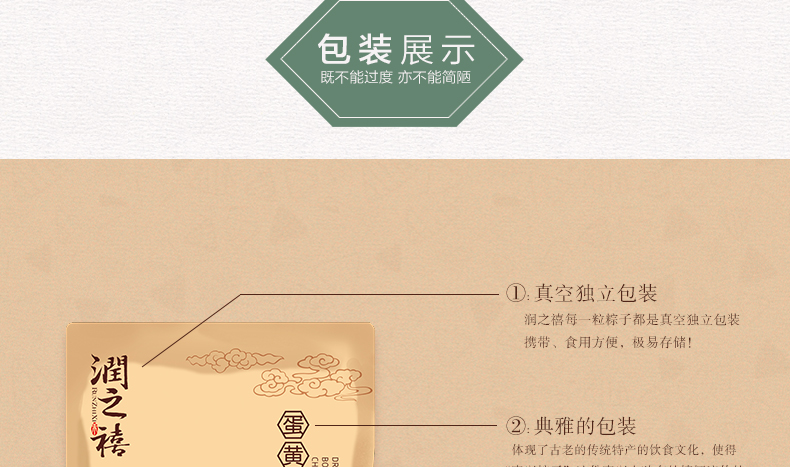 包装展示
既不能过度 亦不能简陋
①: 真空独立包装
润之禧每一粒粽子都是真空独立包装
携带、食用方便，极易存储!
潤之禧
RUNZHIXI
②: 典雅的包装
蛋黄
体现了古老的传统特产的饮食文化，使得